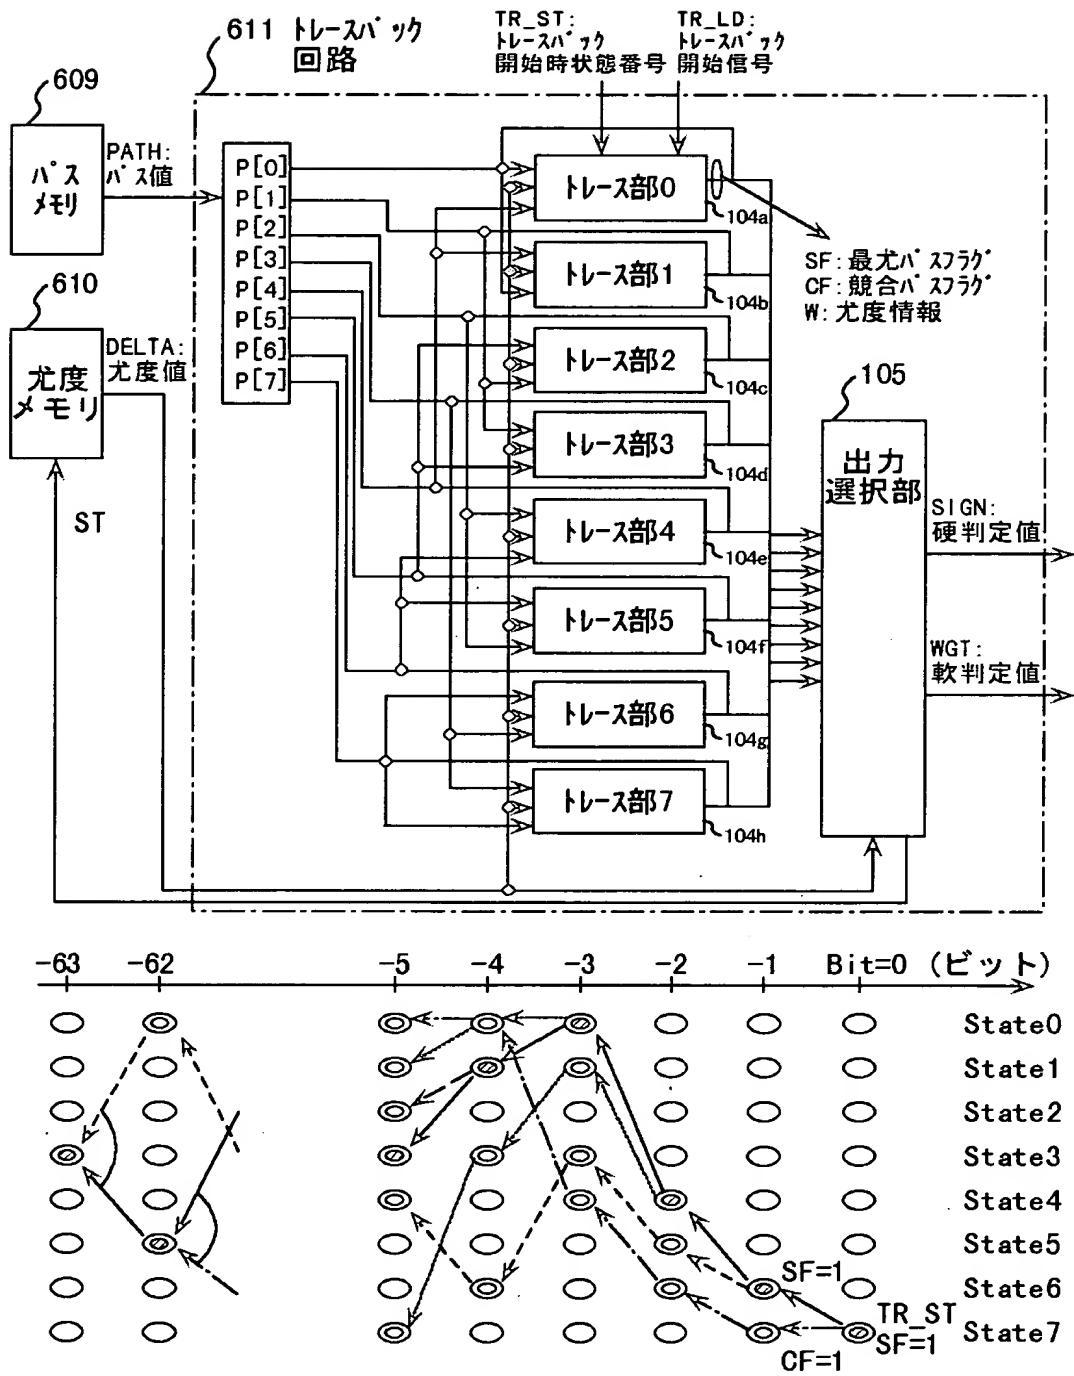 611 トレースバック
回路
TR_ST:
トレースバック
開始時状態番号
TR_LD:
トレースバック
開始信号
609
パス
メモリ
PATH:
パス値
610
尤度
メモリ
DELTA:
尤度値
ST
P[0]
P[1]
P[2]
P[3]
P[4]
P[5]
P[6]
P[7]
トレース部0
104a
トレース部1
104b
トレース部2
104c
トレース部3
104d
トレース部4
104e
トレース部5
104f
トレース部6
104g
トレース部7
104h
SF:最尤パスフラグ
CF:競合パスフラグ
W:尤度情報
105
出力
選択部
SIGN:
硬判定値
WGT:
軟判定値
-63 -62 -5 -4 -3 -2 -1 Bit=0 (ビット)
State0
State1
State2
State3
State4
State5
State6
State7
SF=1
TR_ST
SF=1
CF=1